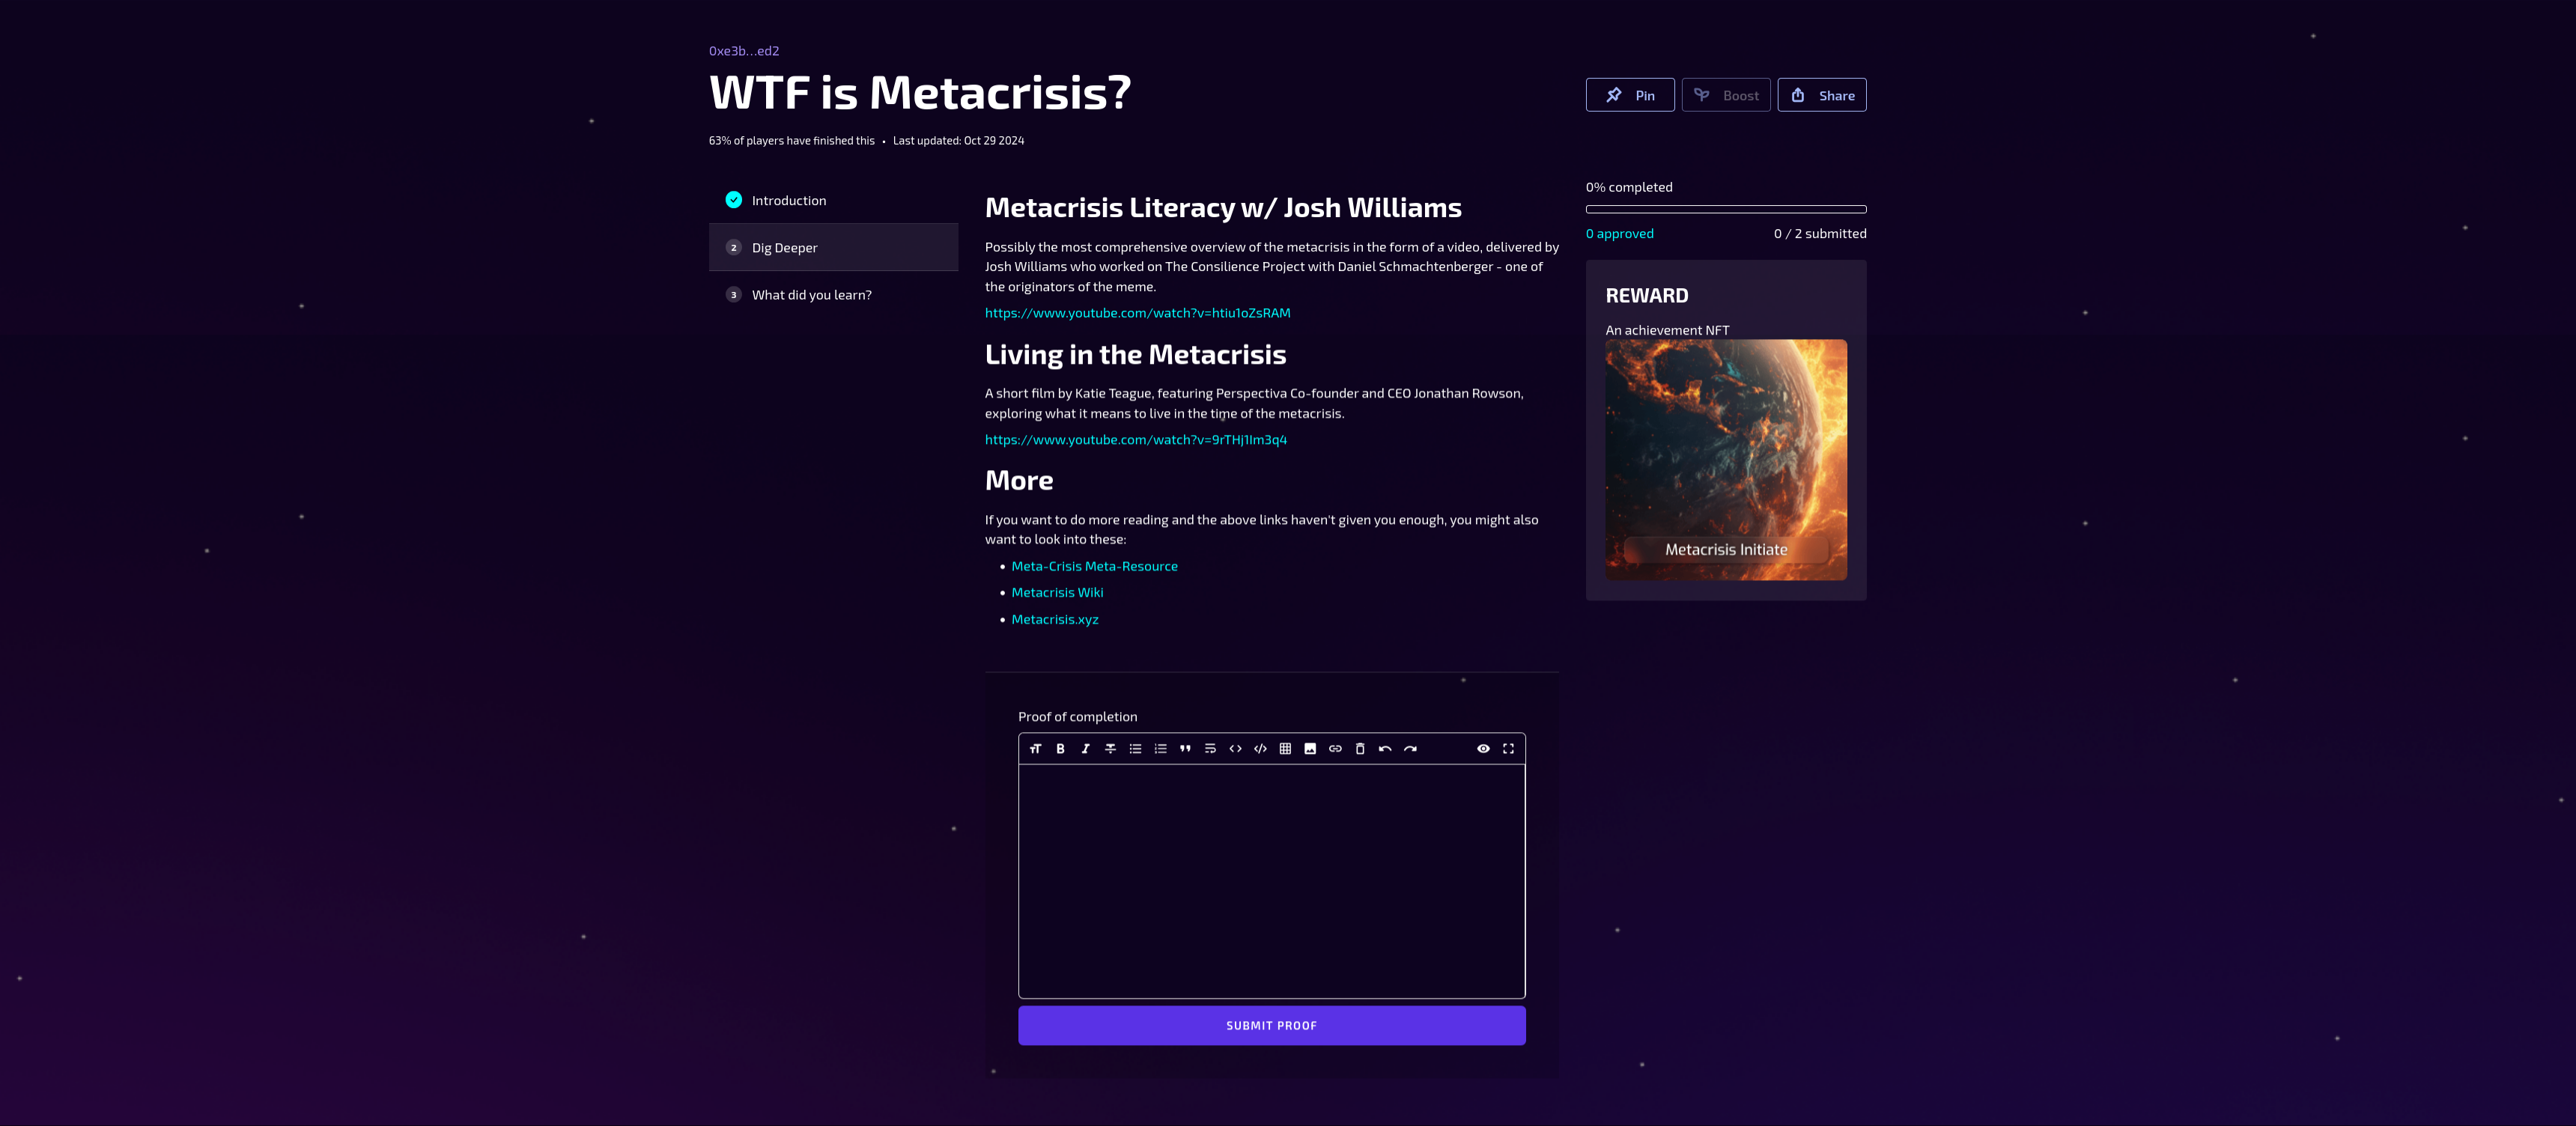 0xe3b...ed2
WTF is Metacrisis?
Pin
Boost
Share
63% of players have finished this • Last updated: Oct 29 2024
Introduction
2 Dig Deeper
3 What did you learn?
Metacrisis Literacy w/ Josh Williams
Possibly the most comprehensive overview of the metacrisis in the form of a video, delivered by
Josh Williams who worked on The Consilience Project with Daniel Schmachtenberger - one of
the originators of the meme.
https://www.youtube.com/watch?v=htiu1oZsRAM
Living in the Metacrisis
A short film by Katie Teague, featuring Perspectiva Co-founder and CEO Jonathan Rowson,
exploring what it means to live in the time of the metacrisis.
https://www.youtube.com/watch?v=9rTHj1Im3q4
More
If you want to do more reading and the above links haven't given you enough, you might also
want to look into these:
• Meta-Crisis Meta-Resource
• Metacrisis Wiki
• Metacrisis.xyz
Proof of completion
SUBMIT PROOF
0% completed
0 approved
0 / 2 submitted
REWARD
An achievement NFT
Metacrisis Initiate